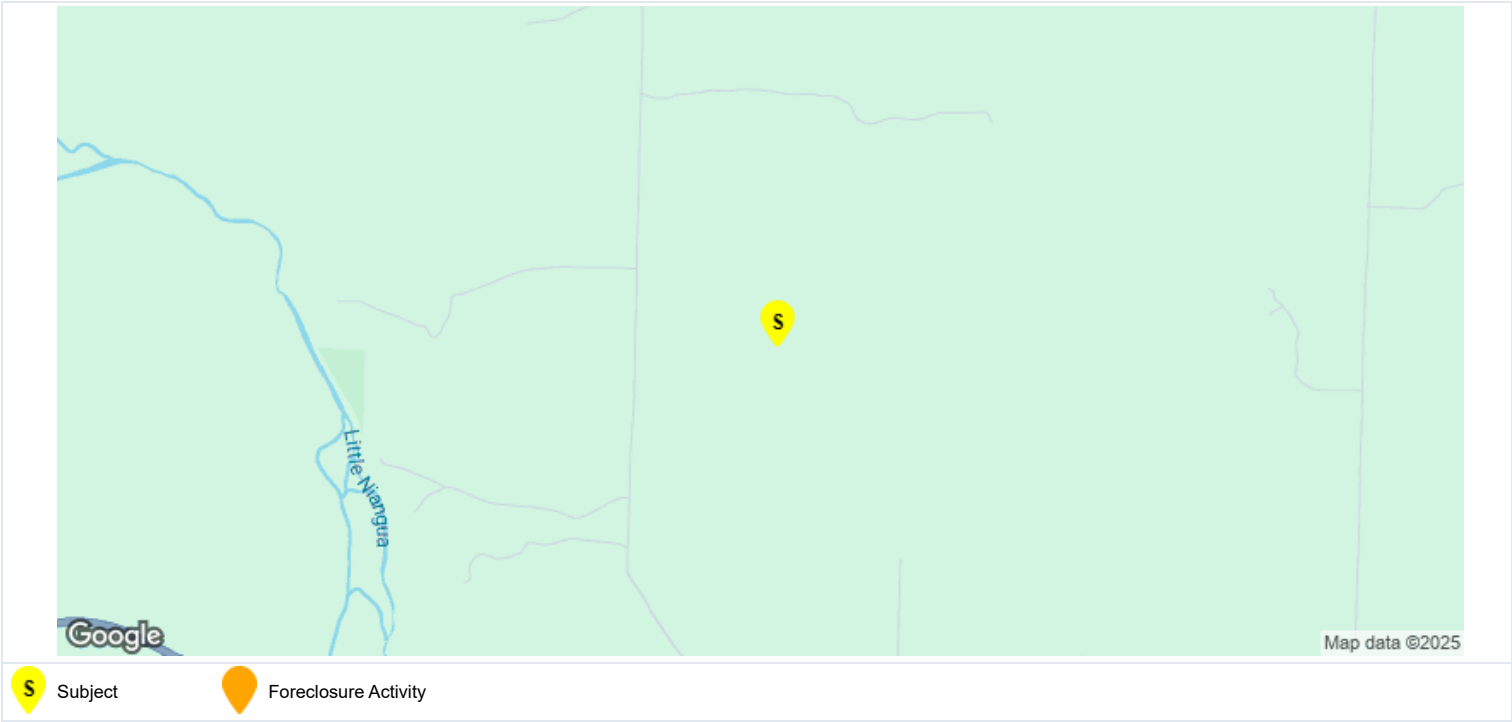 Little Niangua
Google
Map data ©2025
S
S Subject Foreclosure Activity